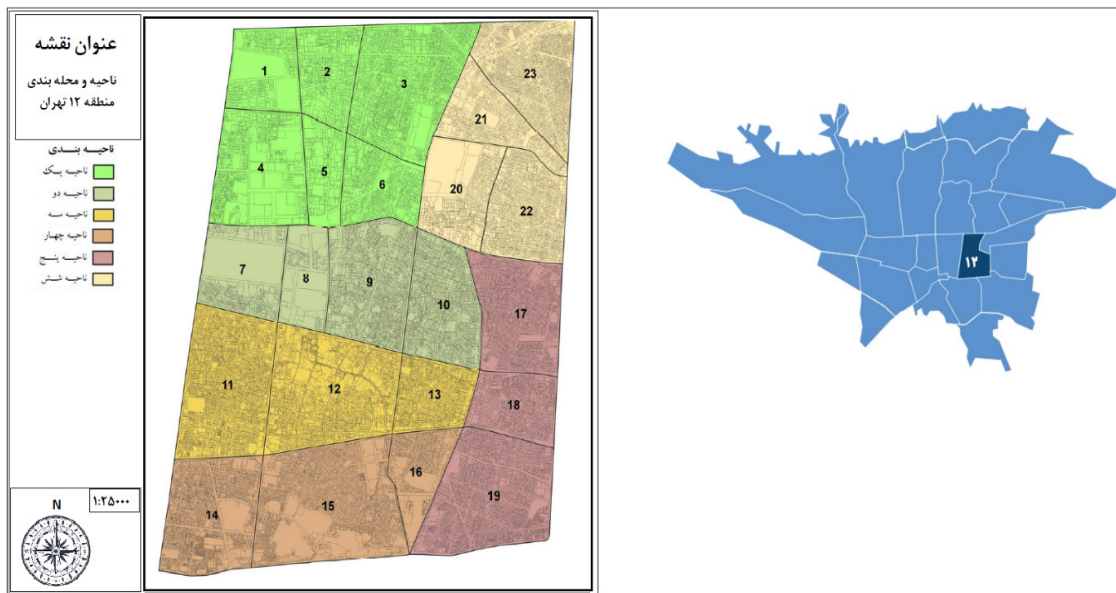 عنوان نقشه
ناحیه و محله بندی
منطقه ۱۲ تهران
ناحیـه بنـدی
ناحیه یک
ناحیه دو
ناحیه سه
ناحیه چهار
ناحیه پنج
ناحیه شش
N
۱:۲۵۰۰۰
1
2
3
23
21
4
5
6
20
22
7
8
9
10
17
11
12
13
18
14
15
16
19
۱۲